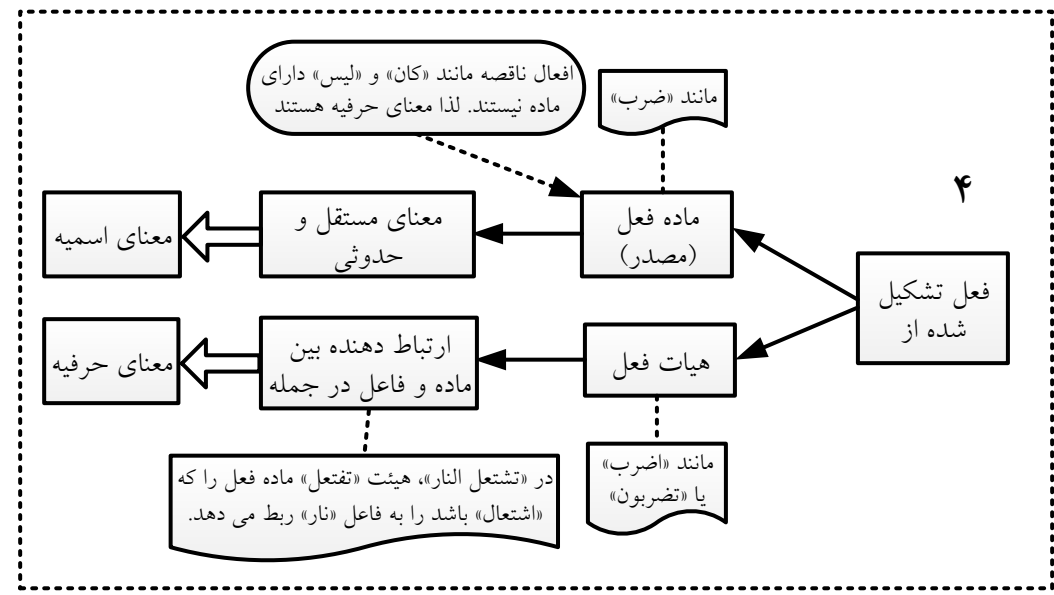 ۴
فعل تشکیل
شده از
ماده فعل
(مصدر)
مانند «ضرب»
افعال ناقصه مانند «کان» و «لیس» دارای
ماده نیستند. لذا معنای حرفیه هستند
معنای مستقل و
حدوثی
معنای اسمیه
هیات فعل
مانند «اضرب»
یا «تضربون»
ارتباط دهنده بین
ماده و فاعل در جمله
در «تشتعل النار»، هیئت «تفتعل» ماده فعل را که
«اشتعال» باشد را به فاعل «نار» ربط می دهد.
معنای حرفیه